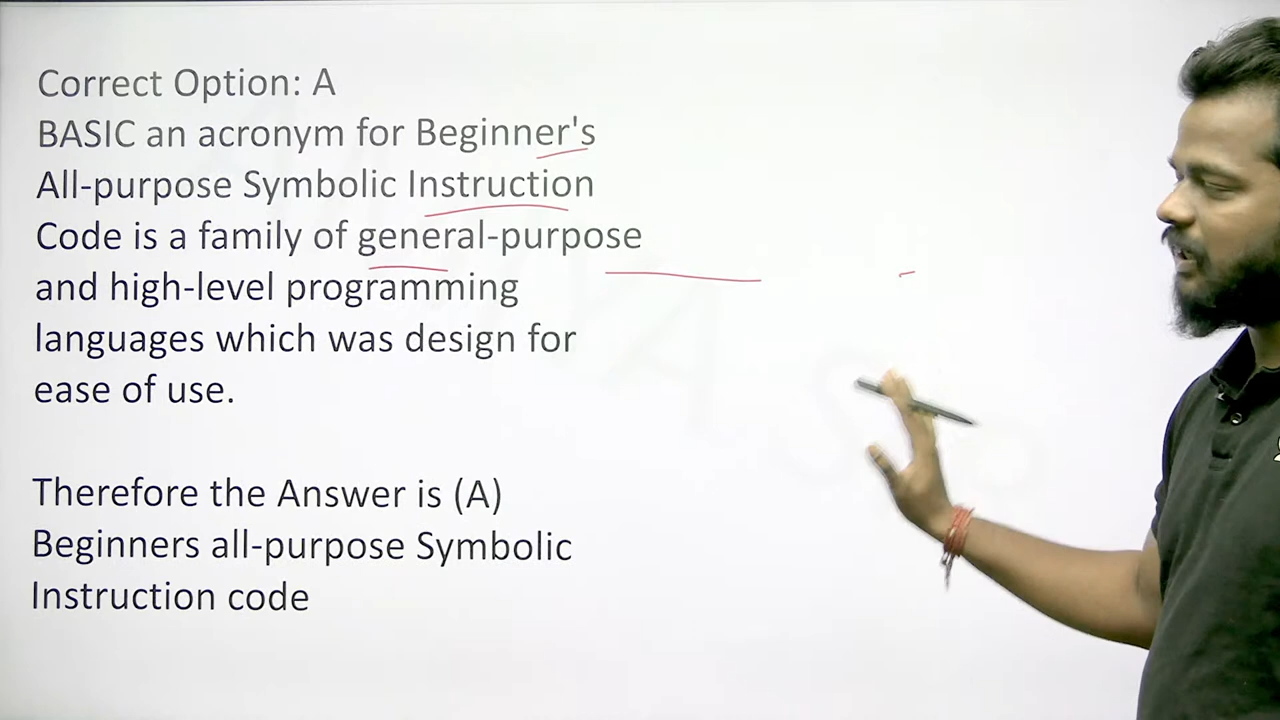 Correct Option: A
BASIC an acronym for Beginner's
All-purpose Symbolic Instruction
Code is a family of general-purpose
and high-level programming
languages which was design for
ease of use.
Therefore the Answer is (A)
Beginners all-purpose Symbolic
Instruction code